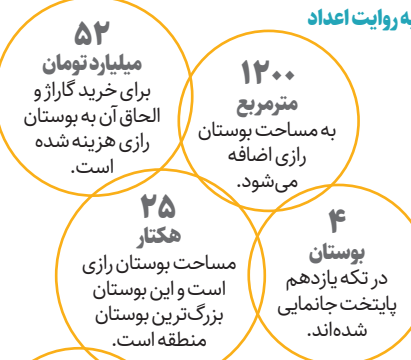 به روایت اعداد
۵۲
میلیارد تومان
برای خرید گاراژ و
الحاق آن به بوستان
رازی هزینه شده
است.
۱۲۰۰
مترمربع
به مساحت بوستان
رازی اضافه
می‌شود.
۲۵
هکتار
مساحت بوستان رازی
است و این بوستان
بزرگ‌ترین بوستان
منطقه است.
۴
بوستان
در تکه یازدهم
پایتخت جانمایی
شده‌اند.